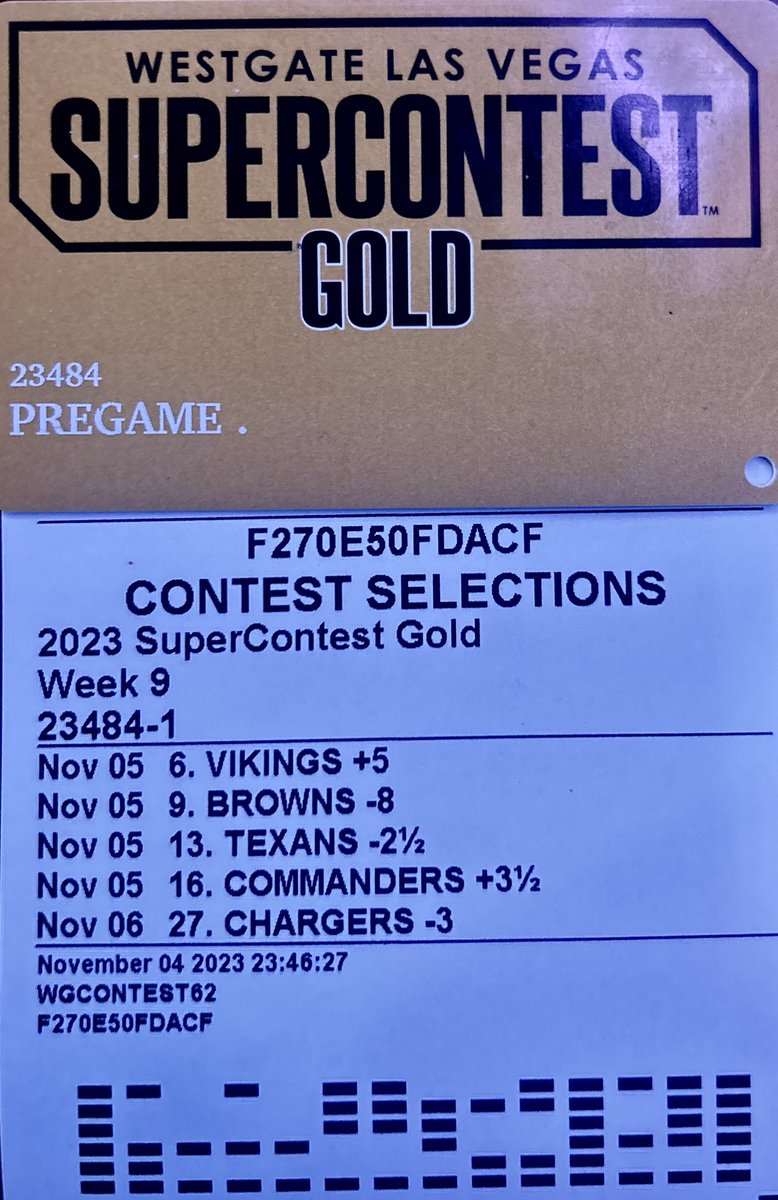 WESTGATE LAS VEGAS
SUPERCONTEST™
GOLD
23484
PREGAME .
F270E50FDACF
CONTEST SELECTIONS
2023 SuperContest Gold
Week 9
23484-1
Nov 05 6. VIKINGS +5
Nov 05 9. BROWNS -8
Nov 05 13. TEXANS -2½
Nov 05 16. COMMANDERS +3½
Nov 06 27. CHARGERS -3
November 04 2023 23:46:27
WGCONTEST62
F270E50FDACF